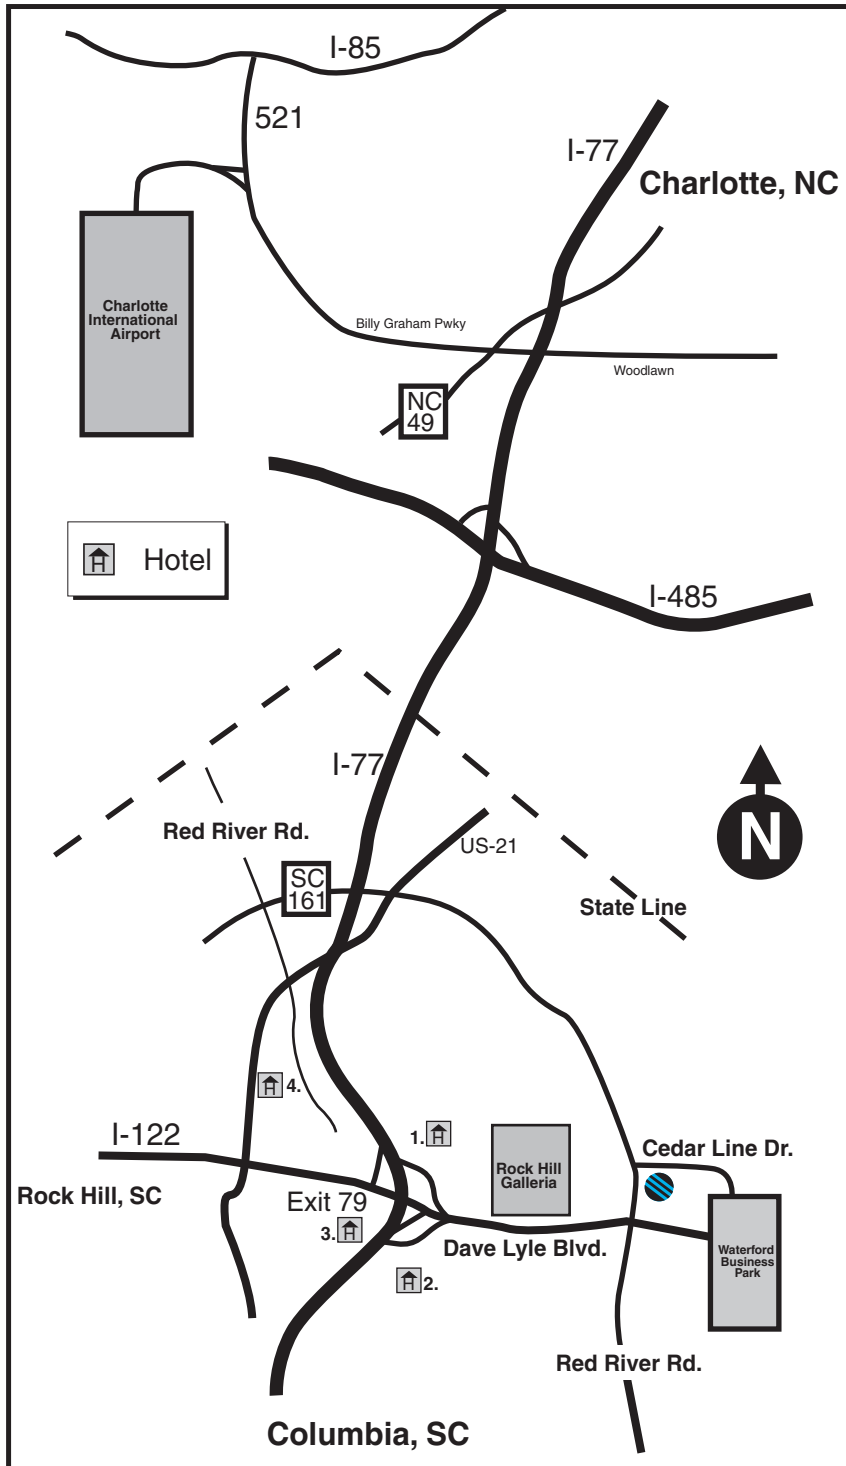 I-85
521
I-77
Charlotte, NC
Charlotte
International
Airport
Billy Graham Pwky
Woodlawn
NC
49
Hotel
I-485
I-77
Red River Rd.
US-21
SC
161
State Line
N
4.
1.
I-122
Cedar Line Dr.
Rock Hill
Galleria
Rock Hill, SC
Exit 79
3.
Dave Lyle Blvd.
Waterford
Business
Park
2.
Red River Rd.
Columbia, SC